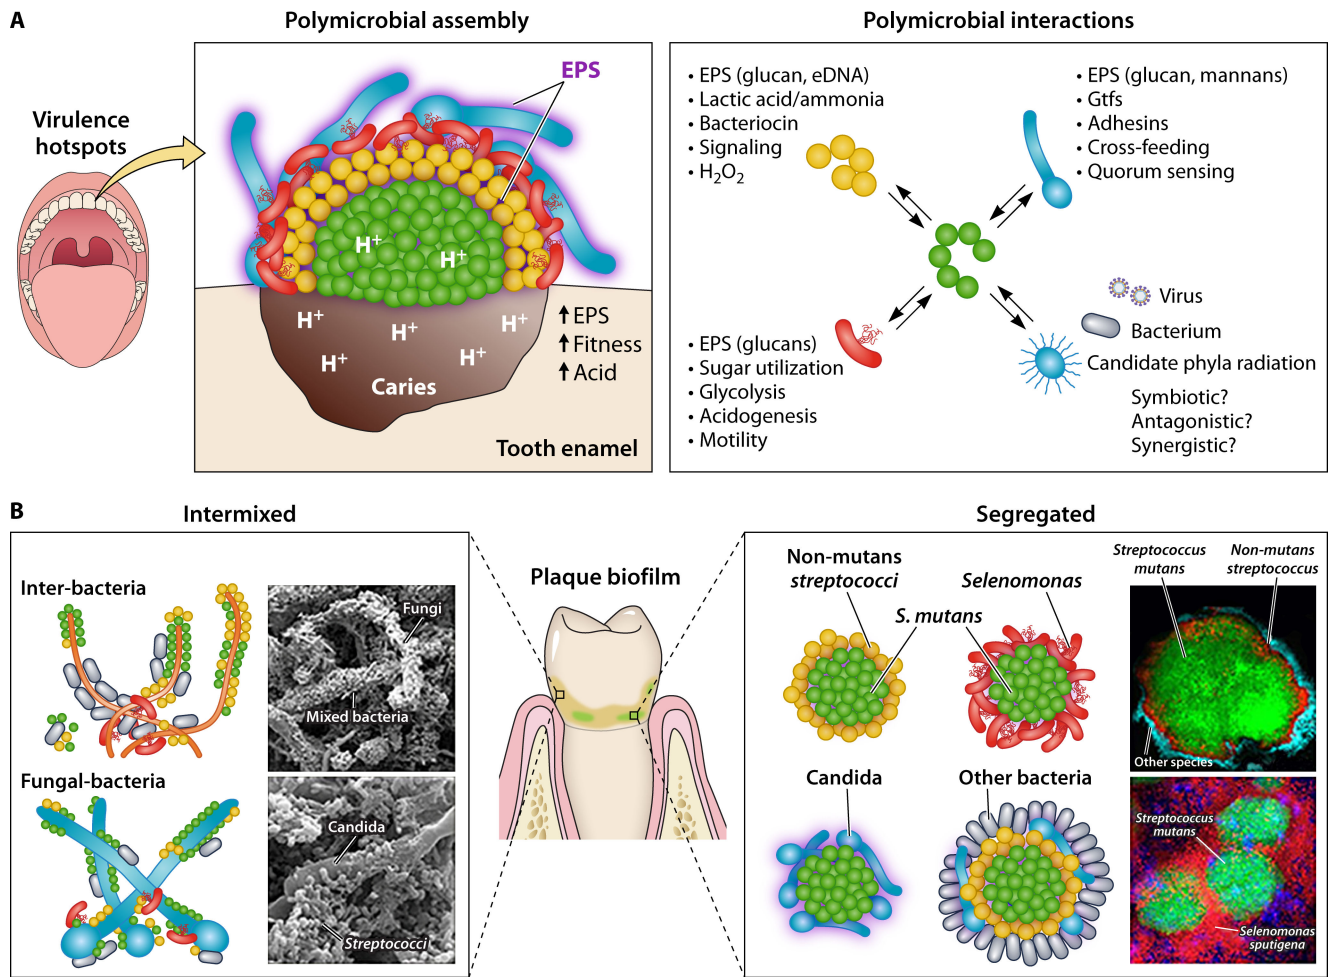 A
Polymicrobial assembly
Virulence
hotspots
EPS
H+
H+
H+
H+
H+
H+
H+
Caries
↑ EPS
↑ Fitness
↑ Acid
Tooth enamel
Polymicrobial interactions
• EPS (glucan, eDNA)
• Lactic acid/ammonia
• Bacteriocin
• Signaling
• H₂O₂
• EPS (glucan, mannans)
• Gtfs
• Adhesins
• Cross-feeding
• Quorum sensing
• EPS (glucans)
• Sugar utilization
• Glycolysis
• Acidogenesis
• Motility
Virus
Bacterium
Candidate phyla radiation
Symbiotic?
Antagonistic?
Synergistic?
B
Intermixed
Inter-bacteria
Fungi
Mixed bacteria
Fungal-bacteria
Candida
Streptococci
Plaque biofilm
Segregated
Non-mutans
streptococci
Selenomonas
S. mutans
Candida
Other bacteria
Streptococcus
mutans
Non-mutans
streptococcus
Other species
Streptococcus
mutans
Selenomonas
sputigena